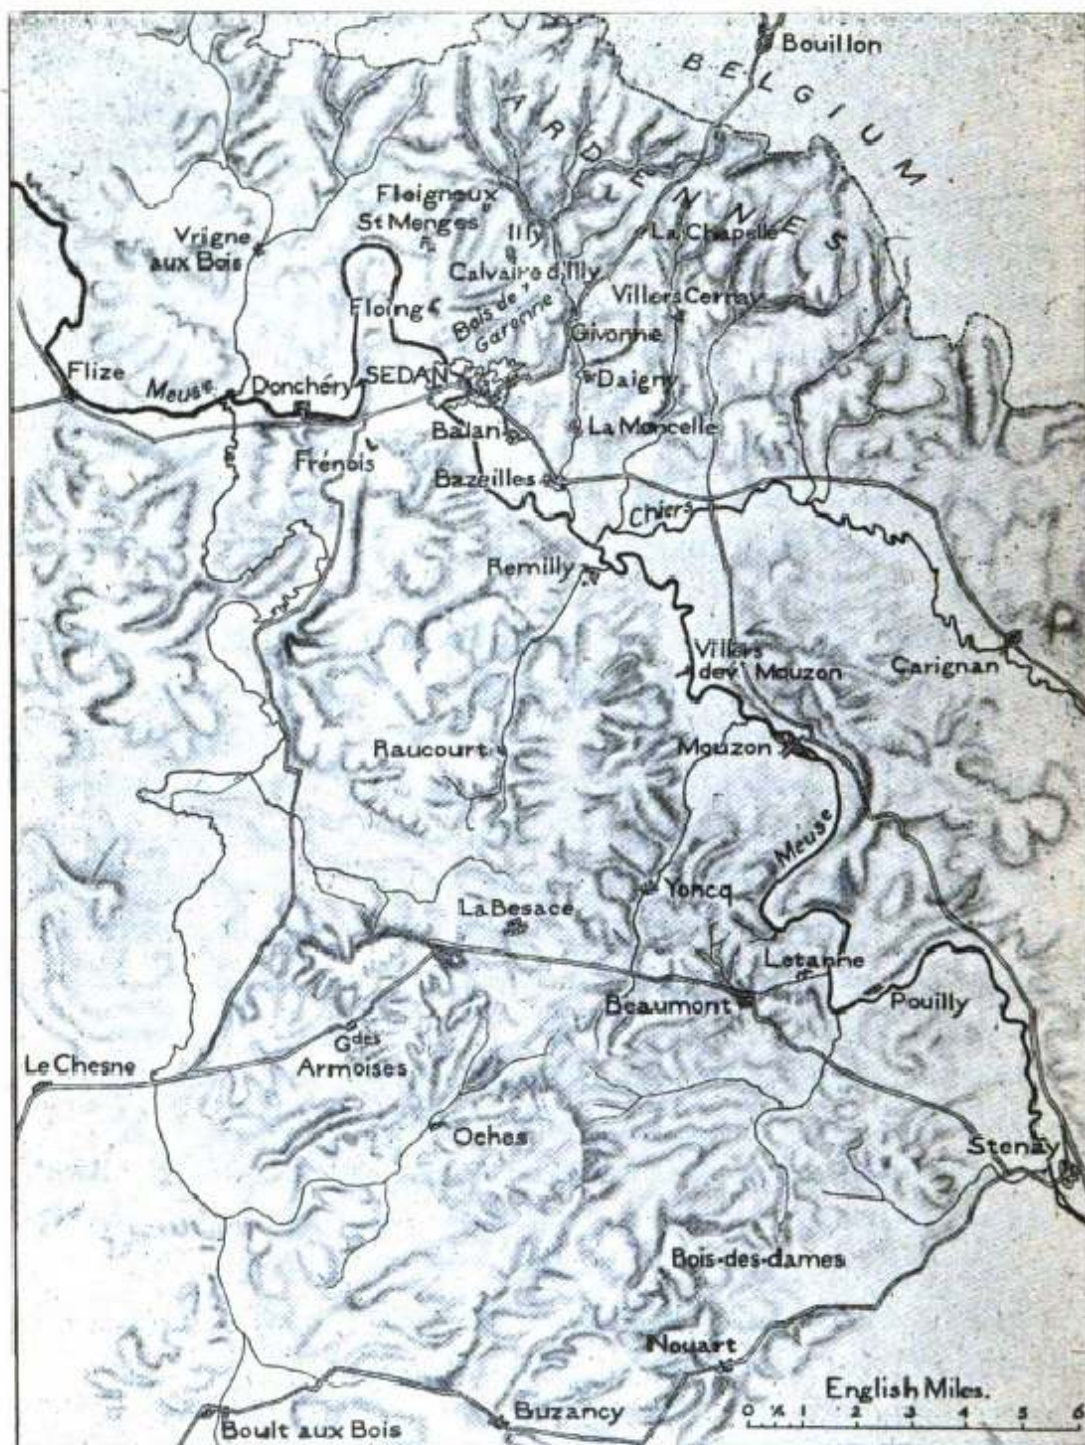 Bouillon
BELGIUM
ARDENNES
Floigneux
St Menges
Illy
La Chapelle
Vrigne
aux Bois
Calvaire d'Illy
Villers Cernay
Floing
Bois de
Garonne
Givonne
Flize
Meuse
Donchéry
SEDAN
Daigny
Balan
La Moncelle
Frénois
Bazeilles
Chiers
Remilly
Villers
dev! Mouzon
Carignan
Raucourt
Mouzon
Meuse
Yoncq
La Besace
Letanne
Beaumont
Pouilly
Le Chesne
Gdes
Armoises
Oches
Stenay
Bois-des-dames
Nouart
English Miles.
0 ½ 1 2 3 4 5 6
Buzancy
Boult aux Bois